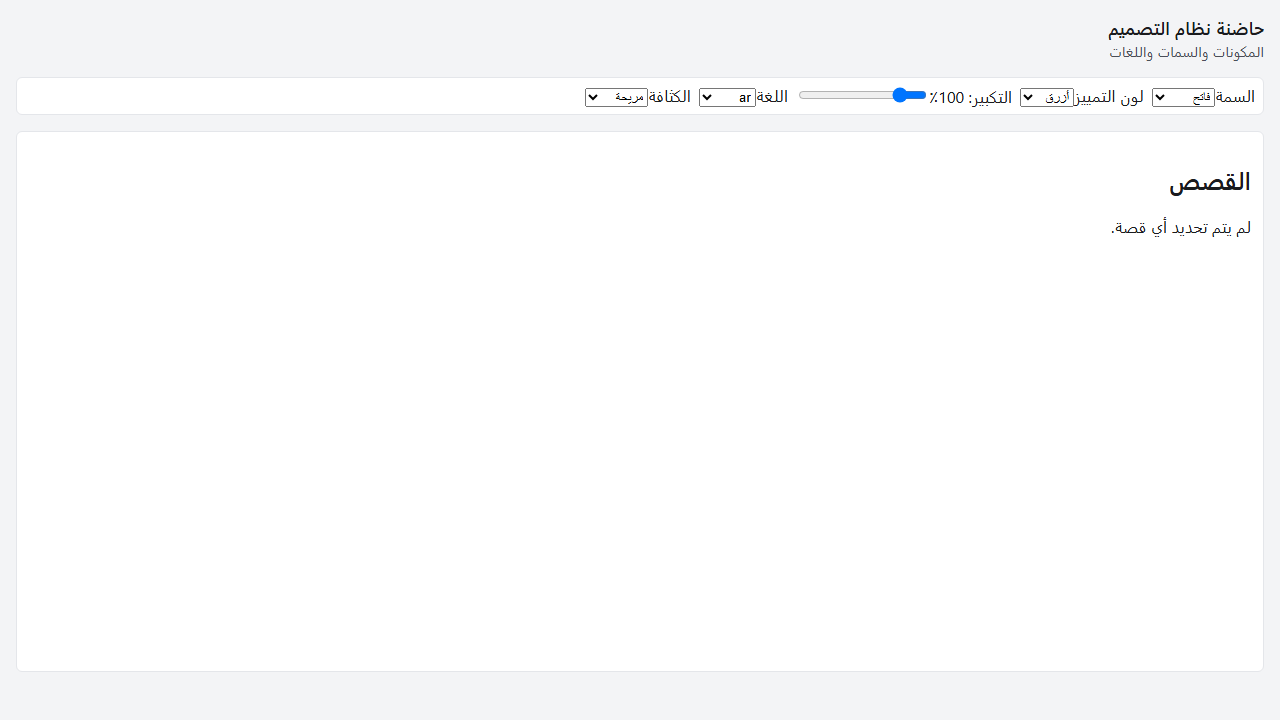 حاضنة نظام التصميم
المكونات والسمات واللغات
السمة فاتح لون التمييز أزرق التكبير: 100٪ اللغة ar الكثافة مريحة
القصص
لم يتم تحديد أي قصة.